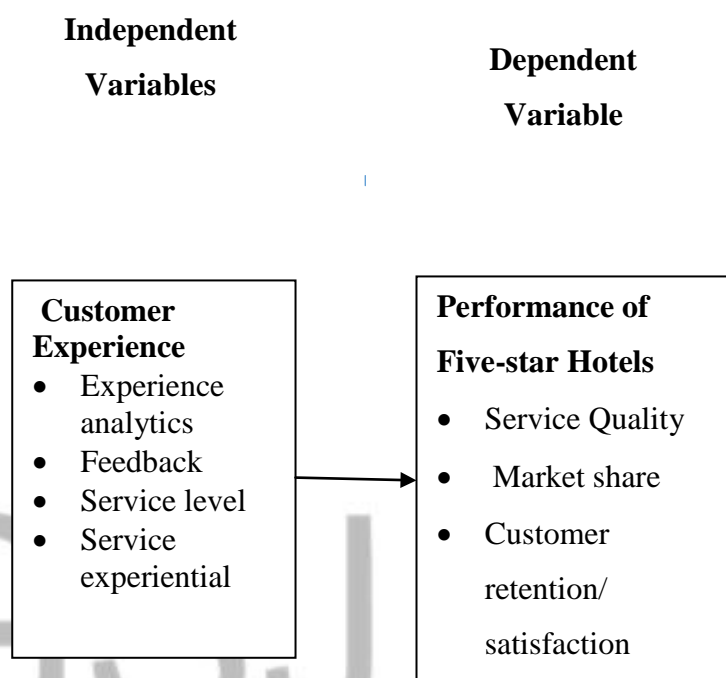 Independent
Variables
Dependent
Variable
Customer
Experience
• Experience
analytics
• Feedback
• Service level
• Service
experiential
Performance of
Five-star Hotels
• Service Quality
• Market share
• Customer
retention/
satisfaction